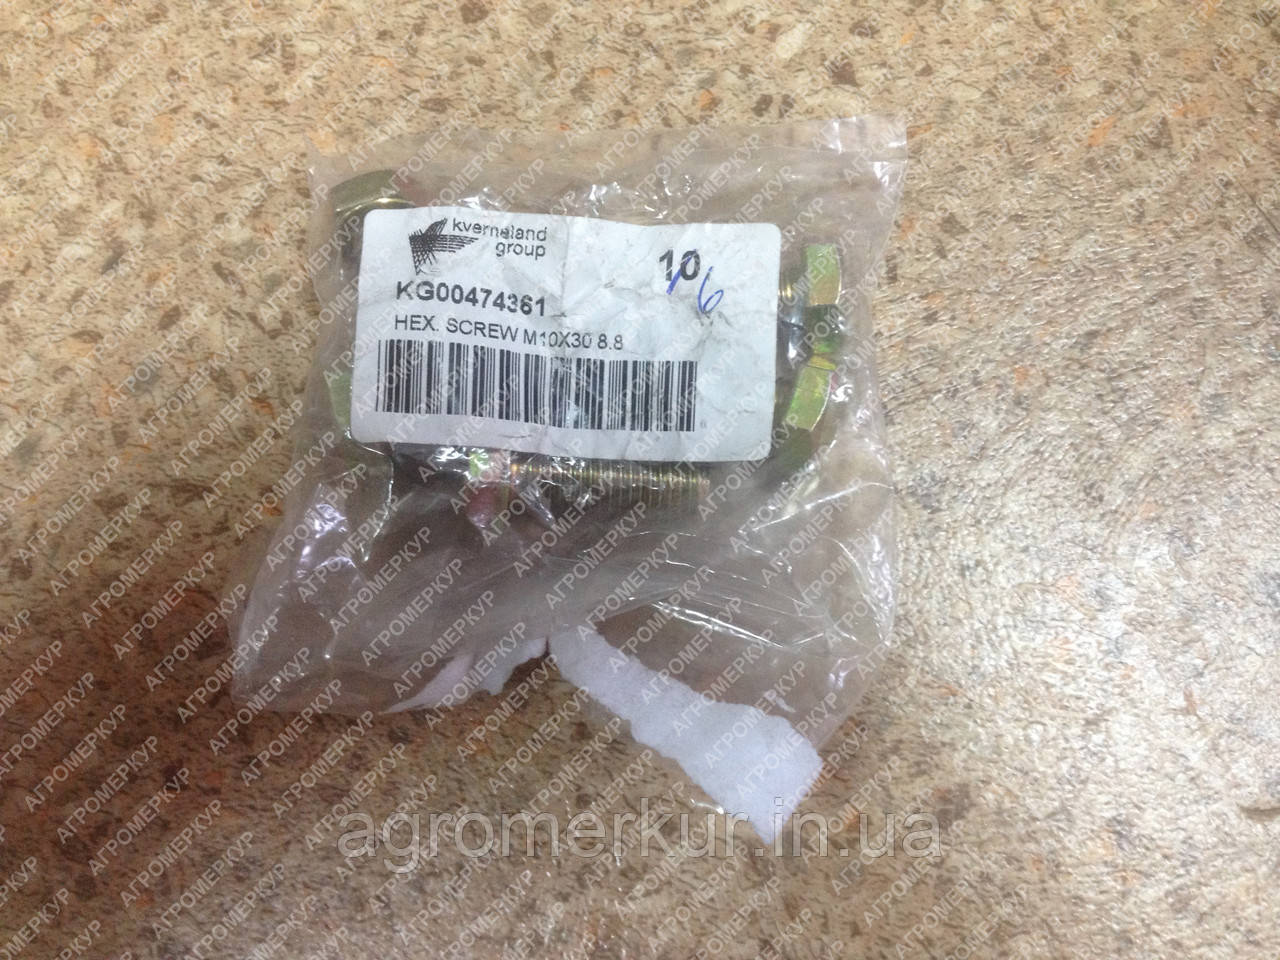 kverneland
group
10
6
KG00474361
HEX. SCREW M10X30 8.8
АГРОМЕРКУР
agromerkur.in.ua